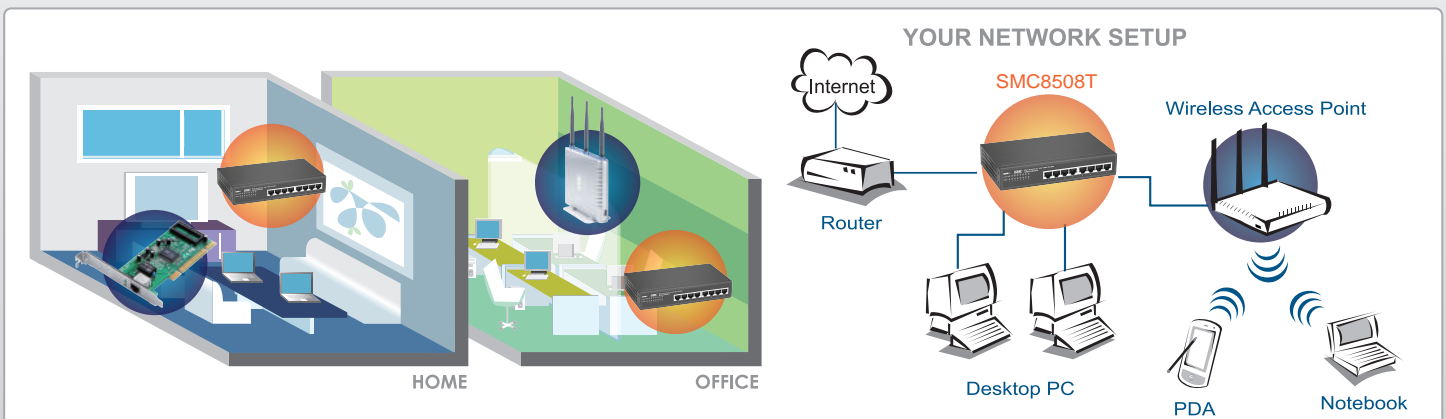 YOUR NETWORK SETUP
Internet
SMC8508T
Wireless Access Point
Router
Desktop PC
PDA
Notebook
HOME
OFFICE